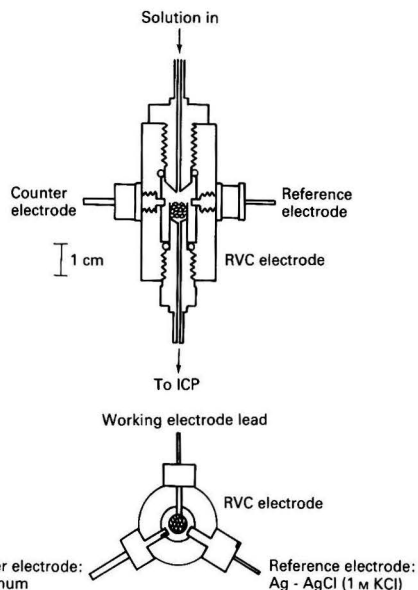 Solution in
Counter
electrode
Reference
electrode
1 cm
RVC electrode
To ICP
Working electrode lead
RVC electrode
electrode:
Reference electrode:
Ag - AgCl (1 M KCl)